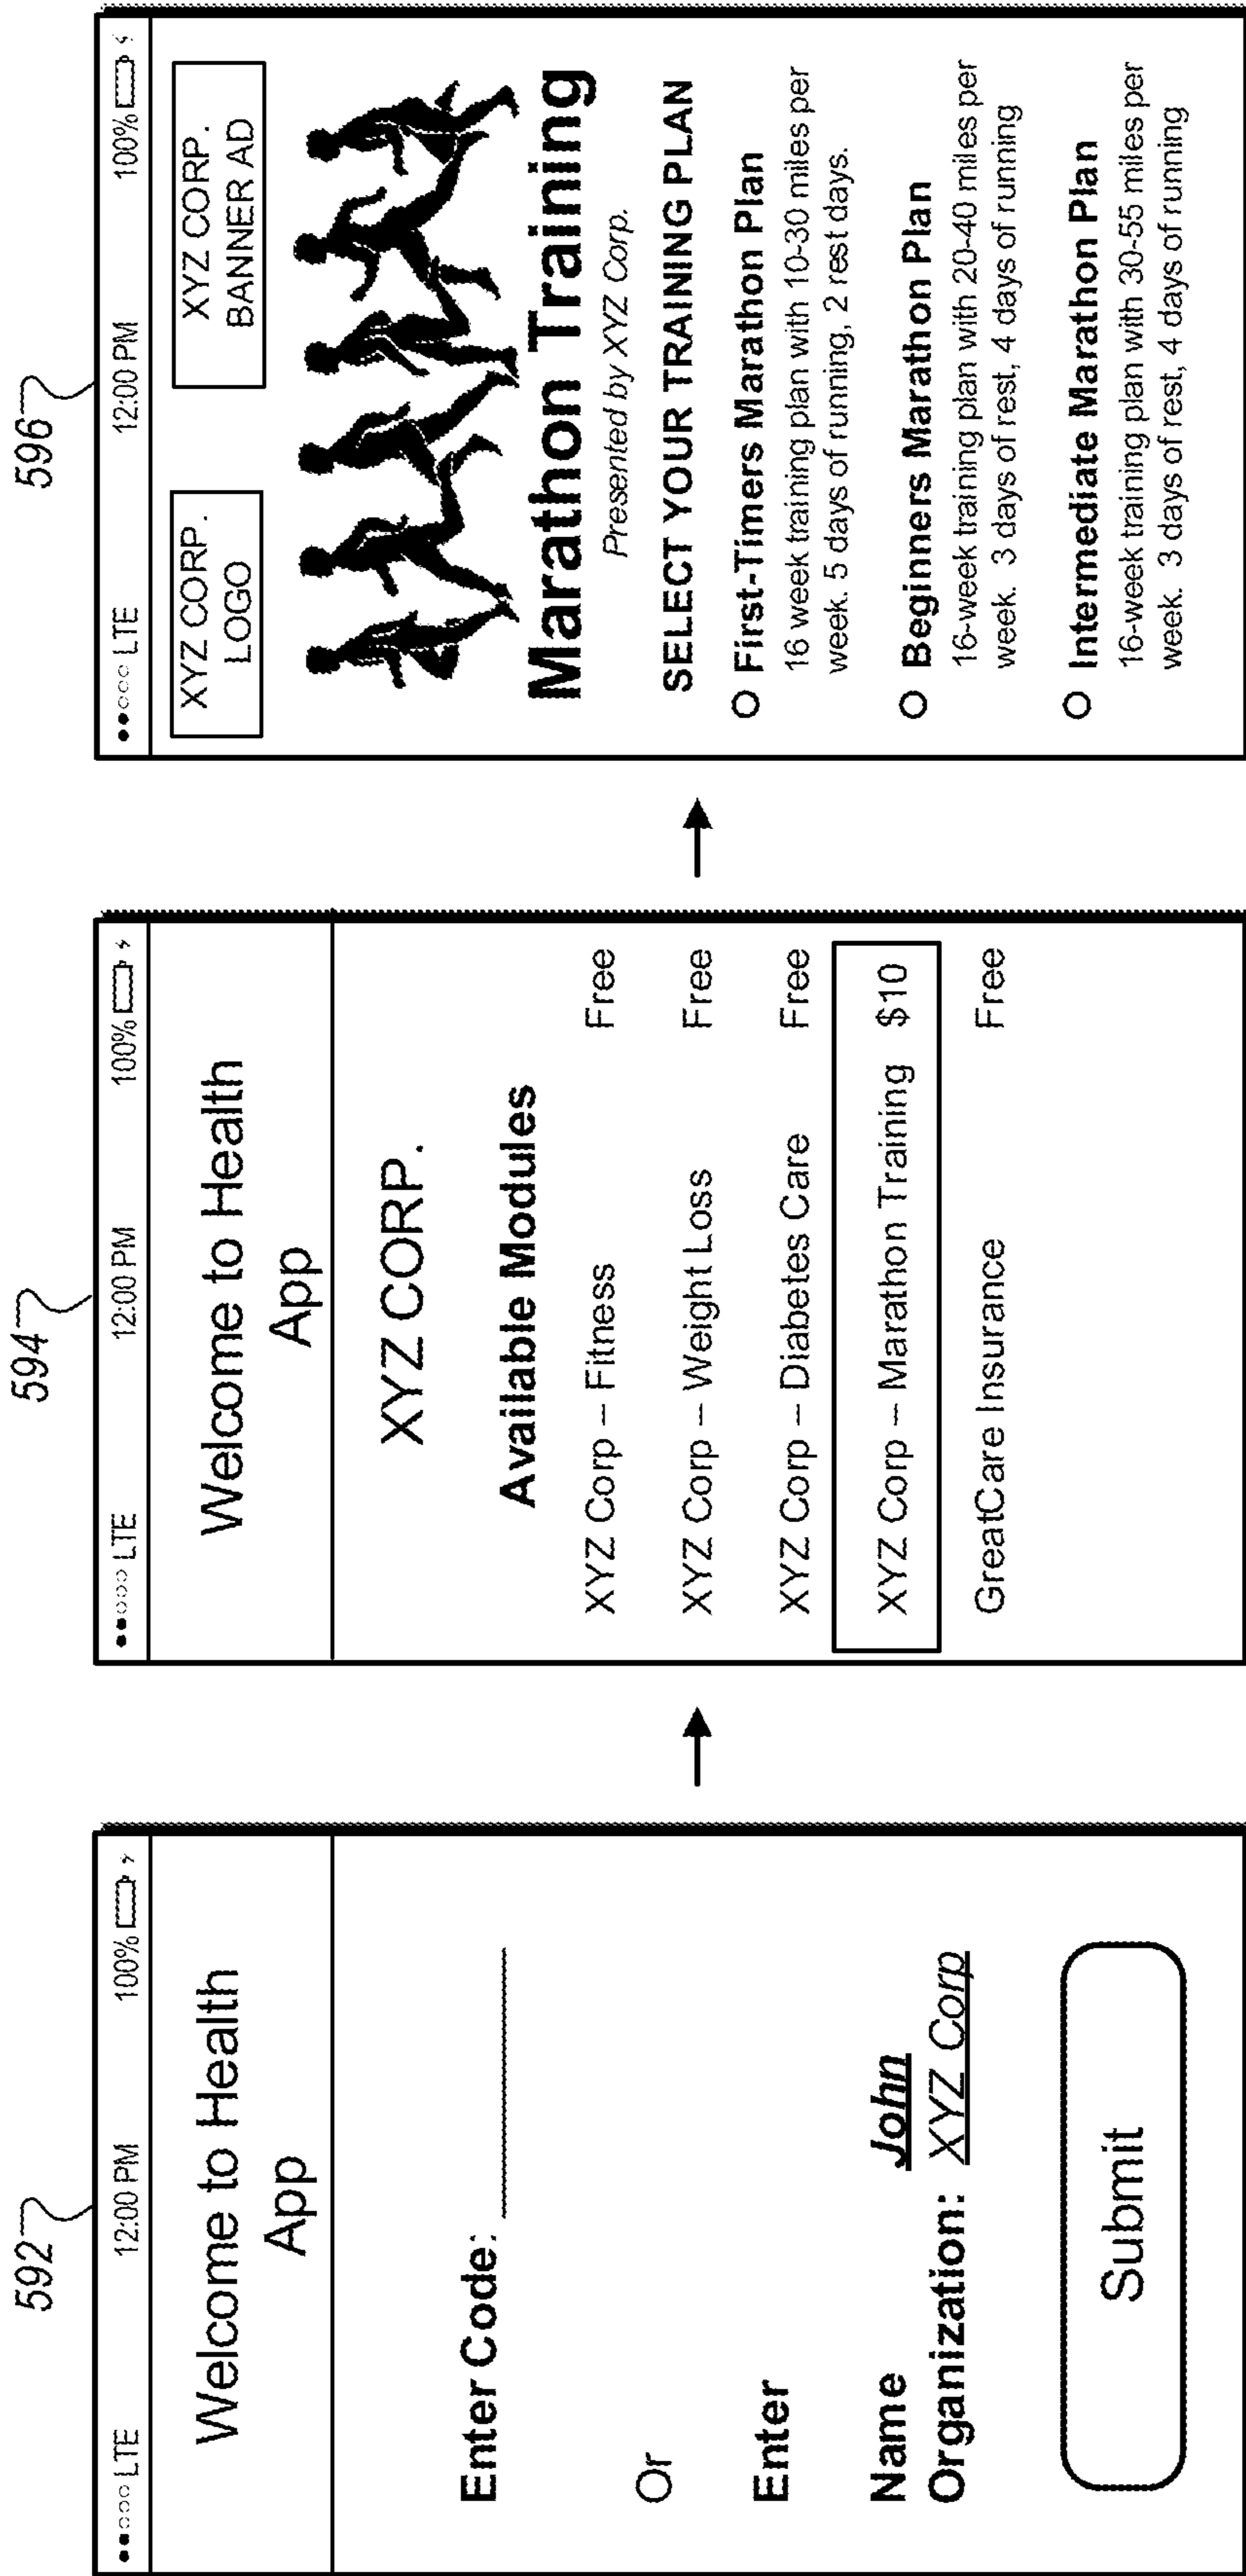 592
LTE 12:00 PM 100%
Welcome to Health
App
Enter Code:
Or
Enter
Name John
Organization: XYZ Corp
Submit
594
LTE 12:00 PM 100%
Welcome to Health
App
XYZ CORP.
Available Modules
XYZ Corp – Fitness Free
XYZ Corp – Weight Loss Free
XYZ Corp – Diabetes Care Free
XYZ Corp – Marathon Training $10
GreatCare Insurance Free
596
LTE 12:00 PM 100%
XYZ CORP.
LOGO
XYZ CORP.
BANNER AD
Marathon Training
Presented by XYZ Corp.
SELECT YOUR TRAINING PLAN
First-Timers Marathon Plan
16 week training plan with 10-30 miles per
week. 5 days of running, 2 rest days.
Beginners Marathon Plan
16-week training plan with 20-40 miles per
week. 3 days of rest, 4 days of running
Intermediate Marathon Plan
16-week training plan with 30-55 miles per
week. 3 days of rest, 4 days of running